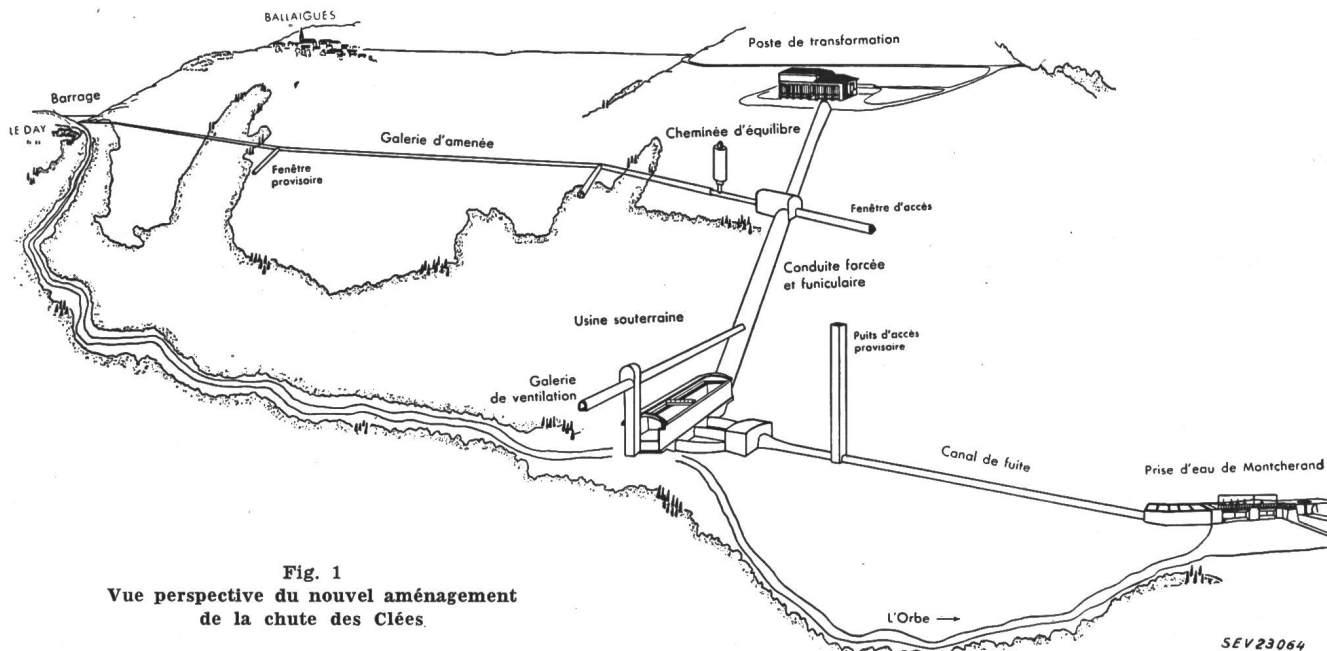 BALLAIGUES
Poste de transformation
Barrage
LE DAY
Galerie d'amenée
Cheminée d'équilibre
Fenêtre
provisoire
Fenêtre d'accès
Conduite forcée
et funiculaire
Usine souterraine
Puits d'accès
provisoire
Galerie
de ventilation
Canal de fuite
Prise d'eau de Montcherand
Fig. 1
Vue perspective du nouvel aménagement
de la chute des Clées
L'Orbe →
SEV23064